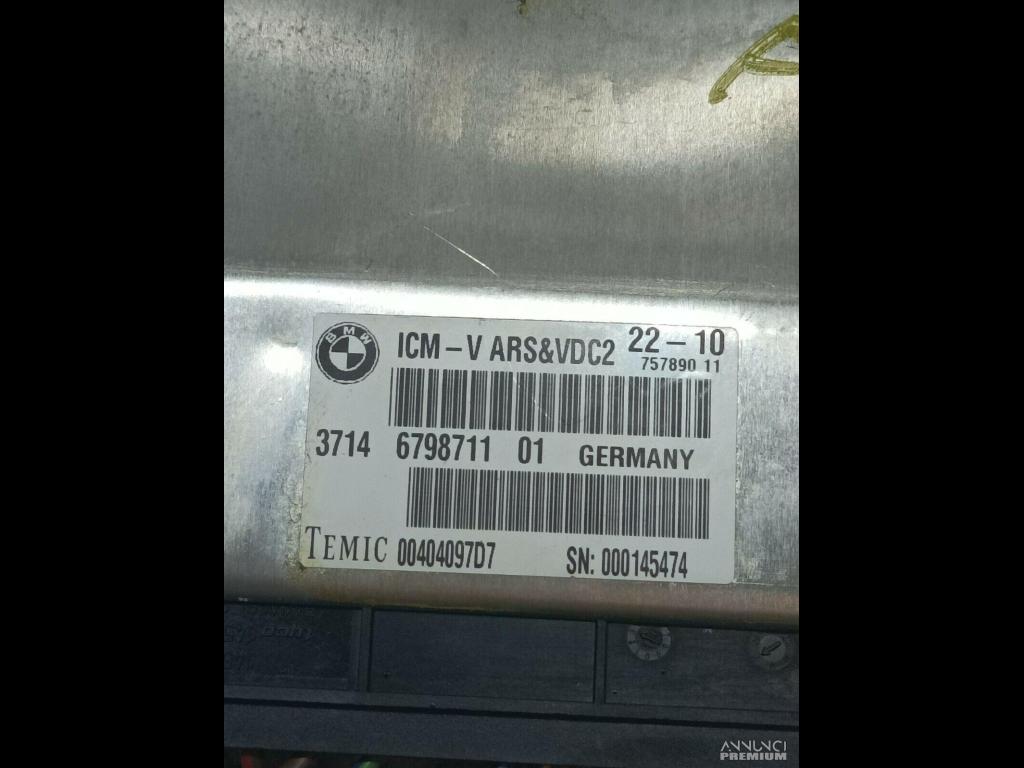 A
BMW
ICM-V ARS&VDC2 22-10
757890 11
3714 6798711 01 GERMANY
TEMIC 00404097D7 SN: 000145474
ANNUNCI
PREMIUM